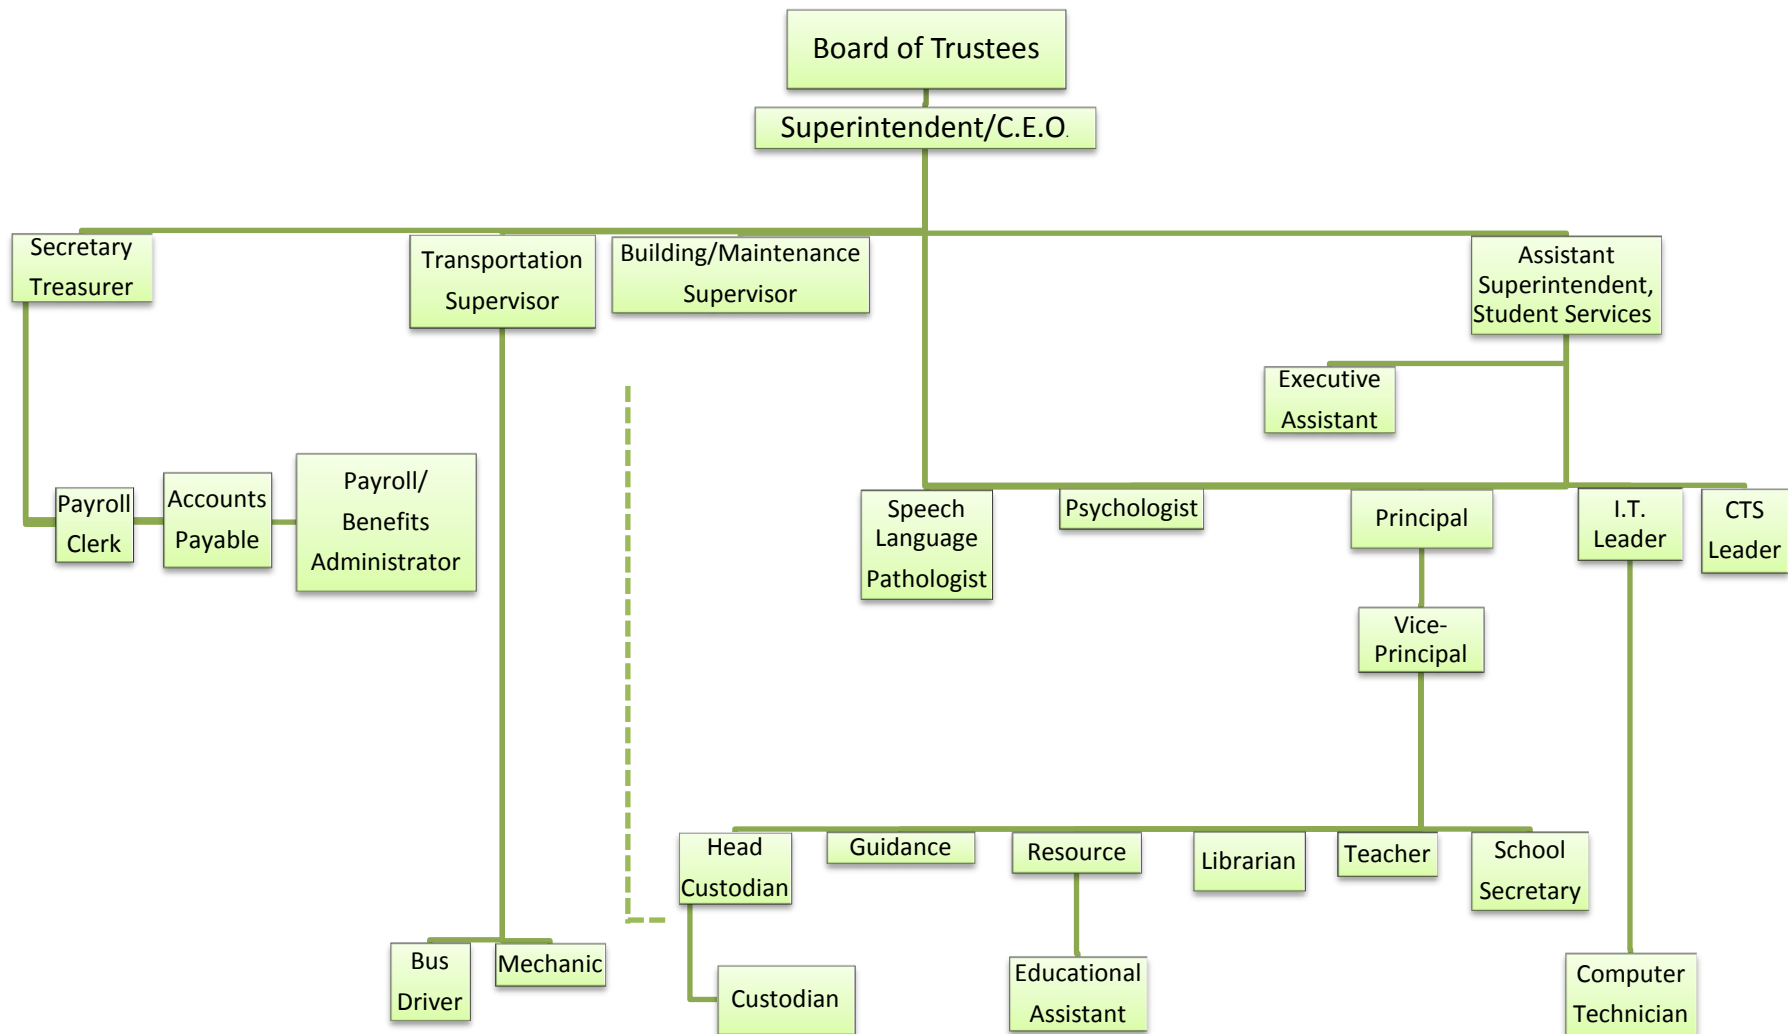 Board of Trustees
Superintendent/C.E.O.
Secretary
Treasurer
Transportation
Supervisor
Building/Maintenance
Supervisor
Assistant
Superintendent,
Student Services
Executive
Assistant
Payroll
Clerk
Accounts
Payable
Payroll/
Benefits
Administrator
Speech
Language
Pathologist
Psychologist
Principal
I.T.
Leader
CTS
Leader
Vice-
Principal
Head
Custodian
Guidance
Resource
Librarian
Teacher
School
Secretary
Bus
Driver
Mechanic
Custodian
Educational
Assistant
Computer
Technician